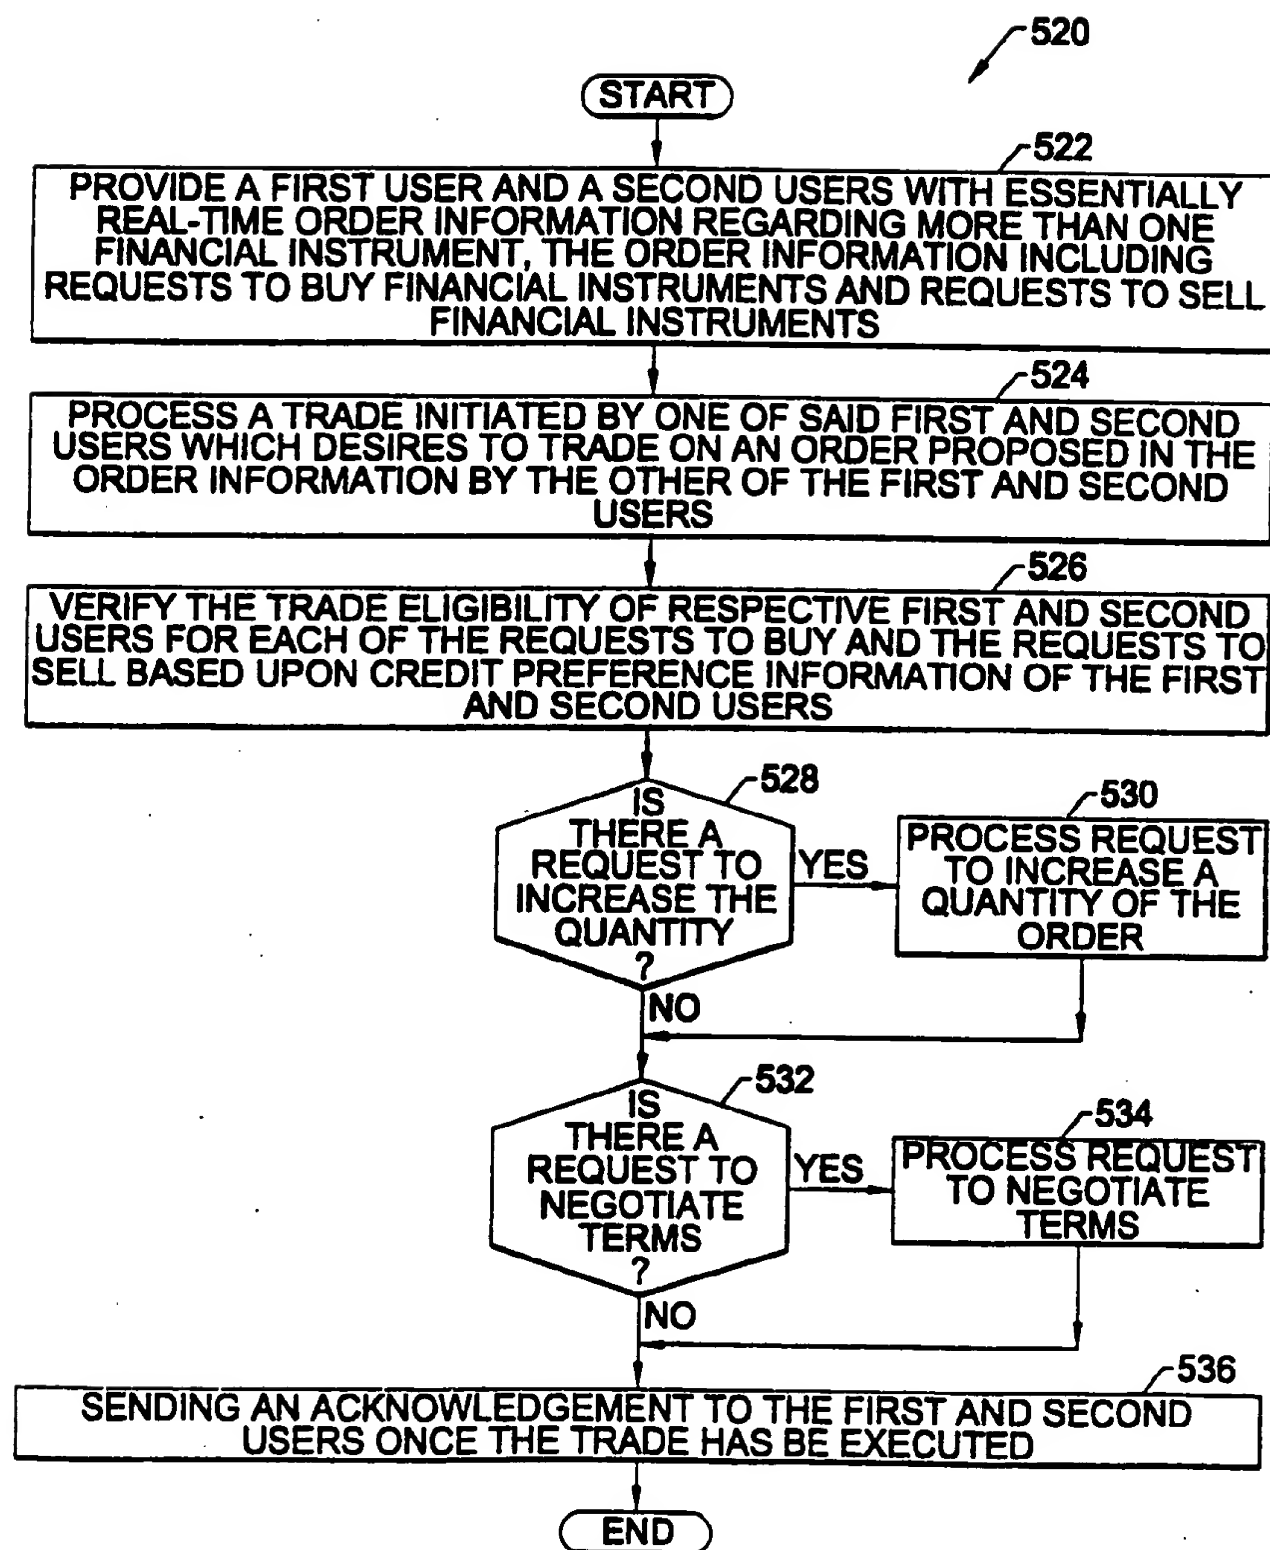 520
START
522
PROVIDE A FIRST USER AND A SECOND USERS WITH ESSENTIALLY
REAL-TIME ORDER INFORMATION REGARDING MORE THAN ONE
FINANCIAL INSTRUMENT, THE ORDER INFORMATION INCLUDING
REQUESTS TO BUY FINANCIAL INSTRUMENTS AND REQUESTS TO SELL
FINANCIAL INSTRUMENTS
524
PROCESS A TRADE INITIATED BY ONE OF SAID FIRST AND SECOND
USERS WHICH DESIRES TO TRADE ON AN ORDER PROPOSED IN THE
ORDER INFORMATION BY THE OTHER OF THE FIRST AND SECOND
USERS
526
VERIFY THE TRADE ELIGIBILITY OF RESPECTIVE FIRST AND SECOND
USERS FOR EACH OF THE REQUESTS TO BUY AND THE REQUESTS TO
SELL BASED UPON CREDIT PREFERENCE INFORMATION OF THE FIRST
AND SECOND USERS
528
IS
THERE A
REQUEST TO
INCREASE THE
QUANTITY
?
YES
530
PROCESS REQUEST
TO INCREASE A
QUANTITY OF THE
ORDER
NO
532
IS
THERE A
REQUEST TO
NEGOTIATE
TERMS
?
YES
534
PROCESS REQUEST
TO NEGOTIATE
TERMS
NO
536
SENDING AN ACKNOWLEDGEMENT TO THE FIRST AND SECOND
USERS ONCE THE TRADE HAS BE EXECUTED
END